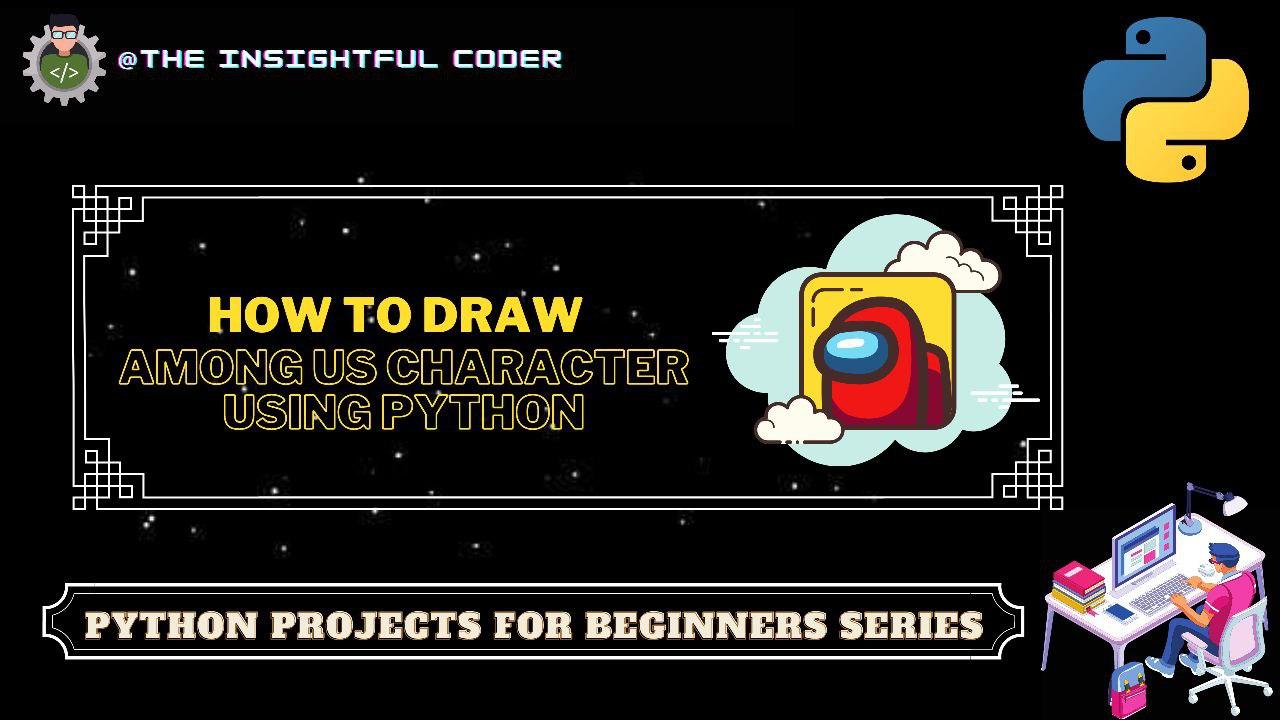 @THE INSIGHTFUL CODER
</>
HOW TO DRAW
AMONG US CHARACTER
USING PYTHON
PYTHON PROJECTS FOR BEGINNERS SERIES